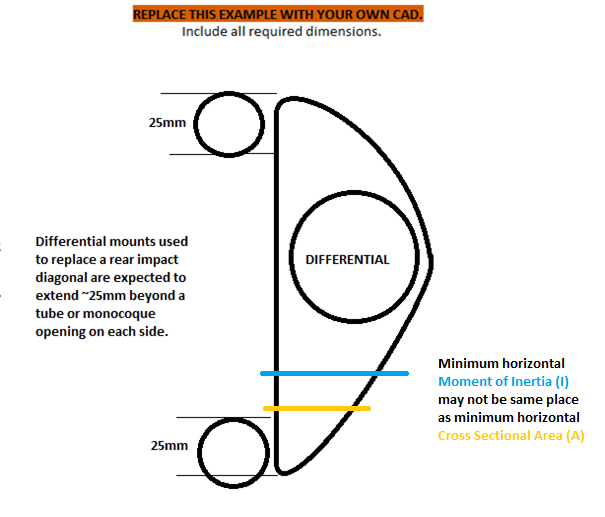 REPLACE THIS EXAMPLE WITH YOUR OWN CAD.
Include all required dimensions.
25mm
Differential mounts used
to replace a rear impact
diagonal are expected to
extend ~25mm beyond a
tube or monocoque
opening on each side.
DIFFERENTIAL
Minimum horizontal
Moment of Inertia (I)
may not be same place
as minimum horizontal
Cross Sectional Area (A)
25mm